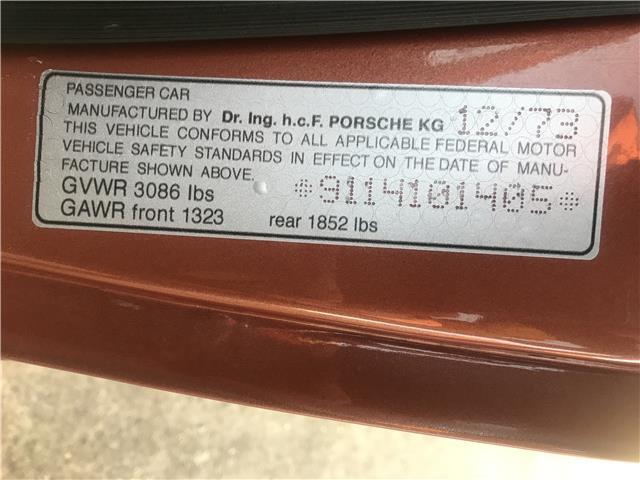 PASSENGER CAR
MANUFACTURED BY Dr. Ing. h.c.F. PORSCHE KG 12/73
THIS VEHICLE CONFORMS TO ALL APPLICABLE FEDERAL MOTOR
VEHICLE SAFETY STANDARDS IN EFFECT ON THE DATE OF MANU-
FACTURE SHOWN ABOVE.
GVWR 3086 lbs *9114101405*
GAWR front 1323 rear 1852 lbs